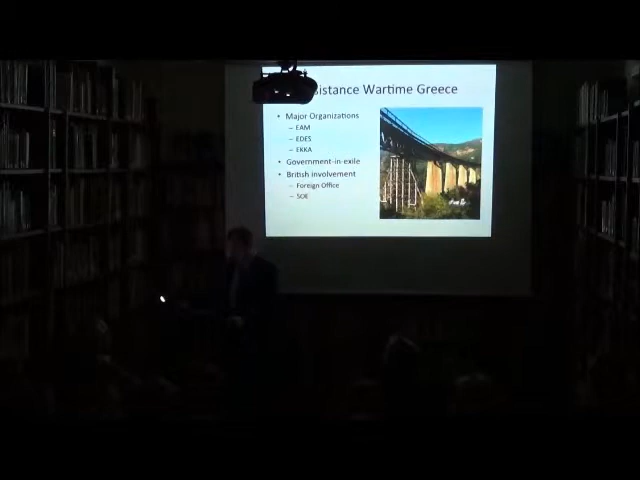 sistance Wartime Greece
• Major Organizations
– EAM
– EDES
– EKKA
• Government-in-exile
• British involvement
– Foreign Office
– SOE